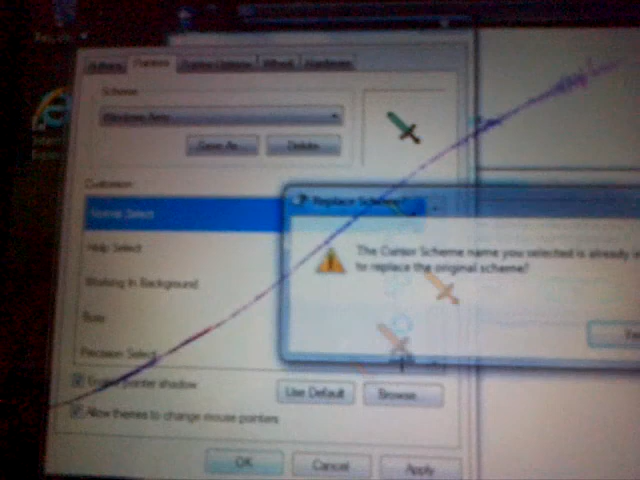 Pointers
Scheme
Windows Aero
Save As...
Delete
Customize:
Normal Select
Replace Scheme?
Help Select
The Cursor Scheme name you selected is already
to replace the original scheme?
Working In Background
Busy
Precision Select
Enable pointer shadow
Use Default
Browse...
Allow themes to change mouse pointers
OK
Cancel
Apply